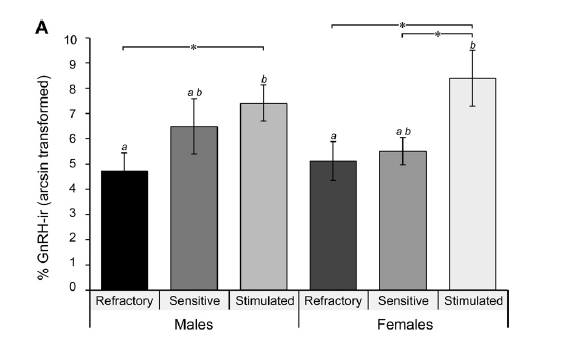 A
% GnRH-ir (arcsin transformed)
10
9
8
7
6
5
4
3
2
1
0
*
*
*
a
a b
b
a
a b
b
Refractory Sensitive Stimulated Refractory Sensitive Stimulated
Males Females